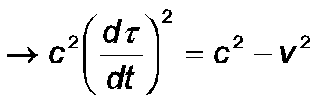 → c²(dτ/dt)² = c² − v²